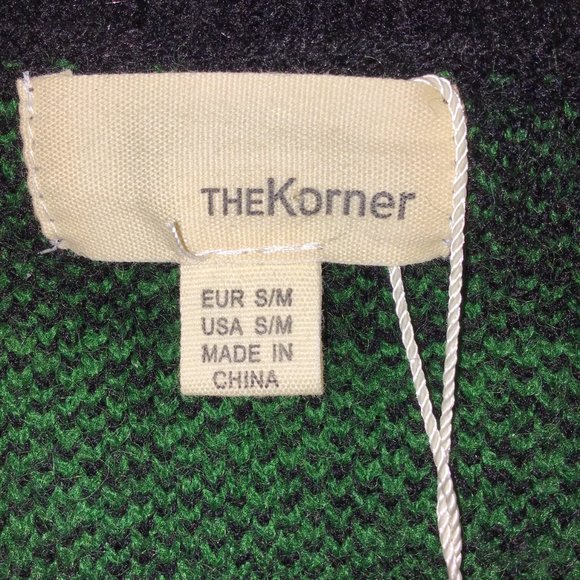 THEKorner
EUR S/M
USA S/M
MADE IN
CHINA